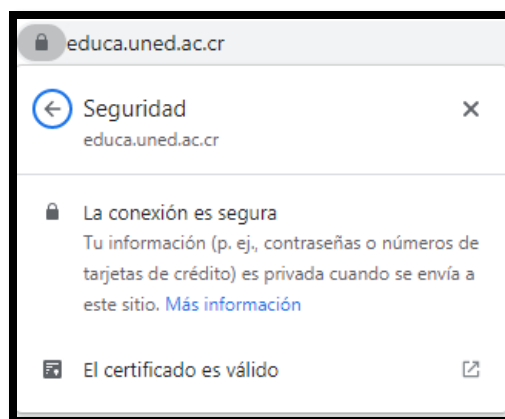 educa.uned.ac.cr
Seguridad
educa.uned.ac.cr
La conexión es segura
Tu información (p. ej., contraseñas o números de
tarjetas de crédito) es privada cuando se envía a
este sitio. Más información
El certificado es válido